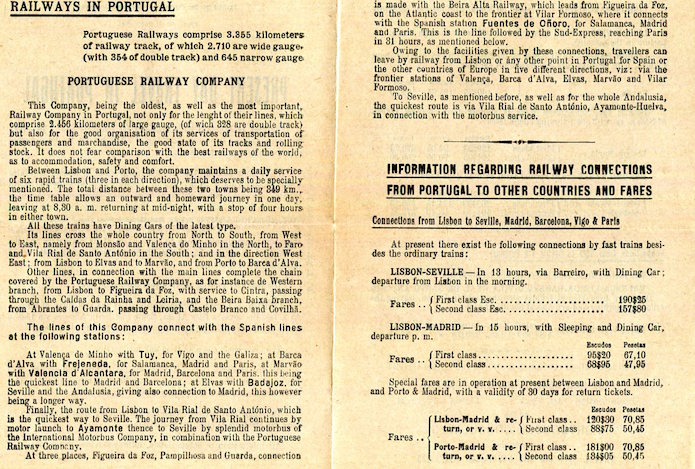 RAILWAYS IN PORTUGAL
Portuguese Railways comprise 3.355 kilometers
of railway track, of which 2.710 are wide gauge.
(with 354 of double track) and 645 narrow gauge.
PORTUGUESE RAILWAY COMPANY
This Company, being the oldest, as well as the most important,
Railway Company in Portugal, not only for the lenght of their lines, which
comprise 2.456 kilometers of large gauge, (of wich 328 are double track)
but also for the good organisation of its services of transportation of
passengers and marchandise, the good state of its tracks and rolling
stock. It does not fear comparison with the best railways of the world,
as to accommodation, safety and comfort.
Between Lisbon and Porto, the company maintains a daily service
of six rapid trains (three in each direction), which deserves to be specially
mentioned. The total distance between these two towns being 349 km.,
the time table allows an outward and homeward journey in one day,
leaving at 8,30 a. m. returning at mid-night, with a stop of four hours
in either town.
All these trains have Dining Cars of the latest type.
Its lines cross the whole country from North to South, from West
to East, namely from Monsão and Valença do Minho in the North, to Faro
and Vila Rial de Santo António in the South; and in the direction West
East; from Lisbon to Elvas and to Marvão, and from Porto to Barca d'Alva.
Other lines, in connection with the main lines complete the chain
covered by the Portuguese Railway Company, as for instance de Western
branch, from Lisbon to Figueira da Foz, with service to Cintra, passing
through the Caldas da Rainha and Leiria, and the Beira Baixa branch,
from Abrantes to Guarda, passing through Castelo Branco and Covilhã.
The lines of this Company connect with the Spanish lines
at the following stations:
At Valença de Minho with Tuy, for Vigo and the Galiza; at Barca
d'Alva with Frejeneda, for Salamanca, Madrid and Paris, at Marvão
with Valencia d'Alcantara, for Madrid, Barcelona and Paris. this being
the quickest line to Madrid and Barcelona; at Elvas with Badajoz, for
Seville and the Andalusia, giving also connection to Madrid, this however
being a longer way.
Finally, the route from Lisbon to Vila Rial de Santo António, which
is the quickest way to Seville. The journey from Vila Rial continues by
motor launch to Ayamonte thence to Seville by splendid motorbus of
the International Motorbus Company, in combination with the Portuguese
Railway Company.
At three places, Figueira da Foz, Pampilhosa and Guarda, connection
is made with the Beira Alta Railway, which leads from Figueira da Foz,
on the Atlantic coast to the frontier at Vilar Formoso, where it connects
with the Spanish station Fuentes de Oñoro, for Salamanca, Madrid
and Paris. This is the line followed by the Sud-Express, reaching Paris
in 31 hours, as mentioned below.
Owing to the facilities given by these connections, travellers can
leave by railway from Lisbon or any other point in Portugal for Spain or
the other countries of Europe in five different directions, viz: via the
frontier stations of Valença, Barca d'Alva, Elvas, Marvão and Vilar
Formoso.
To Seville, as mentioned before, as well as for the whole Andalusia,
the quickest route is via Vila Rial de Santo António, Ayamonte-Huelva,
in connection with the motorbus service.
INFORMATION REGARDING RAILWAY CONNECTIONS
FROM PORTUGAL TO OTHER COUNTRIES AND FARES
Connections from Lisbon to Seville, Madrid, Barcelona, Vigo & Paris
At present there exist the following connections by fast trains besi-
des the ordinary trains:
LISBON-SEVILLE—In 13 hours, via Barreiro, with Dining Car;
departure from Lisbon in the morning.
Fares .. First class Esc. ........ 190$25
Second class Esc. ........ 157$80
LISBON-MADRID—In 15 hours, with Sleeping and Dining Car,
departure p. m.
Escudos Pesetas
Fares .. First class ........ 95$20 67,10
Second class ........ 68$95 47,95
Special fares are in operation at present between Lisbon and Madrid,
and Porto & Madrid, with a validity of 30 days for return tickets.
Escudos Pesetas
Lisbon-Madrid & re- First class .. 120$30 70,85
turn, or v. v. .... Second class 88$75 50,45
Fares ..
Porto-Madrid & re- First class .. 181$00 70,85
turn, or v. v. .... Second class 134$05 50,45